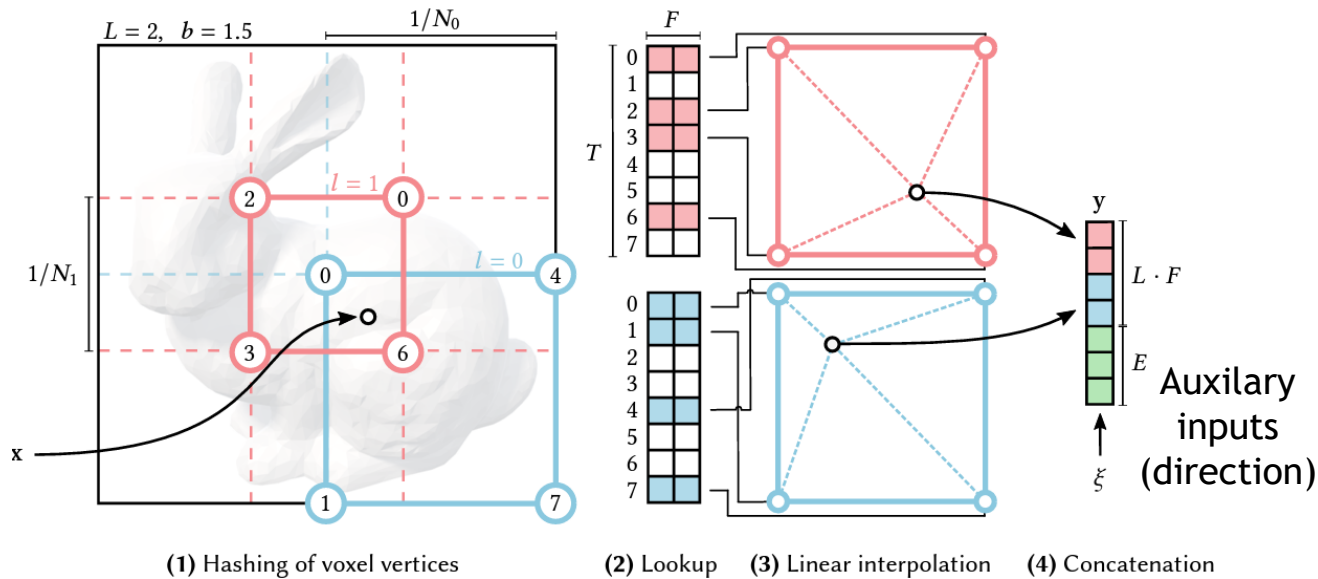 L = 2, b = 1.5
1/N₀
l = 1
2
0
1/N₁
l = 0
0
4
3
6
x
1
7
F
T
0
1
2
3
4
5
6
7
0
1
2
3
4
5
6
7
y
L · F
E
ξ
Auxilary
inputs
(direction)
(1) Hashing of voxel vertices
(2) Lookup
(3) Linear interpolation
(4) Concatenation